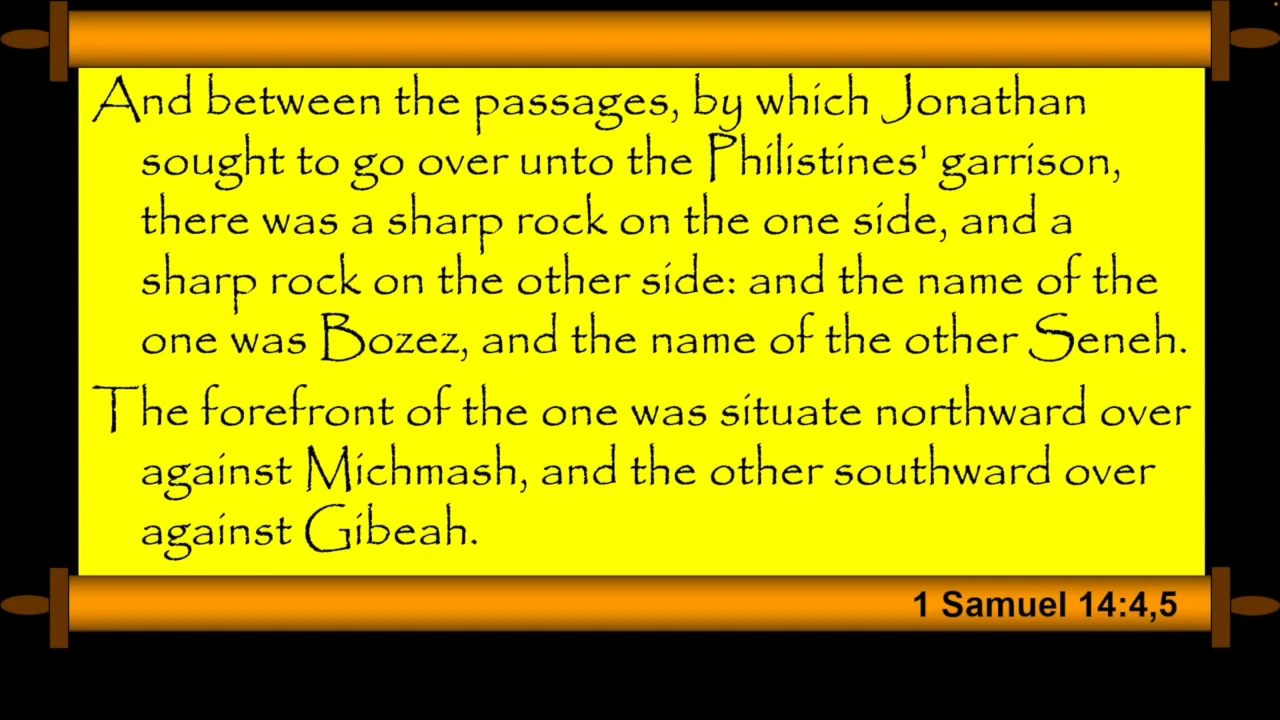 And between the passages, by which Jonathan
sought to go over unto the Philistines' garrison,
there was a sharp rock on the one side, and a
sharp rock on the other side: and the name of the
one was Bozez, and the name of the other Seneh.
The forefront of the one was situate northward over
against Michmash, and the other southward over
against Gibeah.
1 Samuel 14:4,5